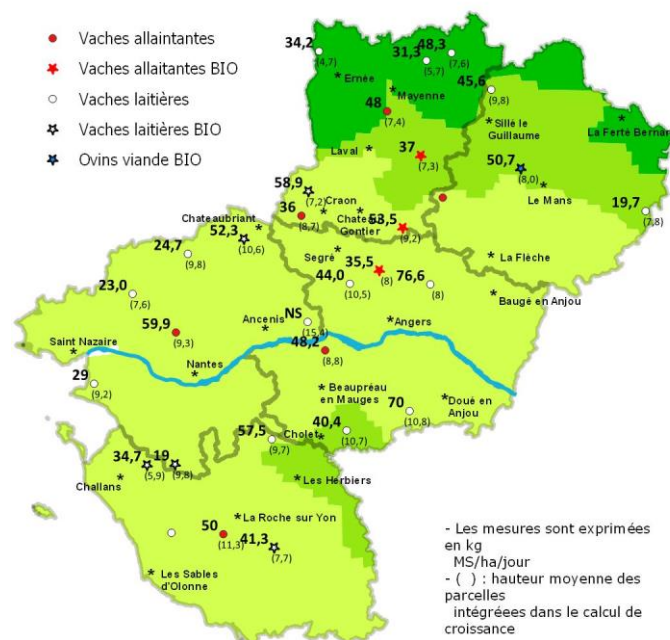 Vaches allaintantes
Vaches allaitantes BIO
Vaches laitières
Vaches laitières BIO
Ovins viande BIO
34,2
(4,7)
31,3
(5,7)
48,3
(7,6)
Ernée
Mayenne
45,6
(9,8)
48
(7,4)
Sillé le
Guillaume
La Ferté Bernar
Laval
37
(7,3)
50,7
(8,0)
Le Mans
58,9
(7,2)
36
(8,7)
Craon
Chateau
Gontier
53,5
(9,2)
19,7
(7,8)
Chateaubriant
52,3
(10,6)
24,7
(9,8)
Segré
35,5
(8)
44,0
(10,5)
76,6
(8)
La Flèche
Baugé en Anjou
23,0
(7,6)
59,9
(9,3)
Ancenis
NS
(15,4)
Angers
Saint Nazaire
48,2
(8,8)
Nantes
29
(9,2)
Beaupréau
en Mauges
Doué en
Anjou
70
(10,8)
57,5
(9,7)
Cholet
40,4
(10,7)
34,7
(5,9)
19
(9,8)
Challans
Les Herbiers
La Roche sur Yon
50
(11,3)
41,3
(7,7)
Les Sables
d'Olonne
- Les mesures sont exprimées
en kg
MS/ha/jour
- ( ) : hauteur moyenne des
parcelles
intégréees dans le calcul de
croissance